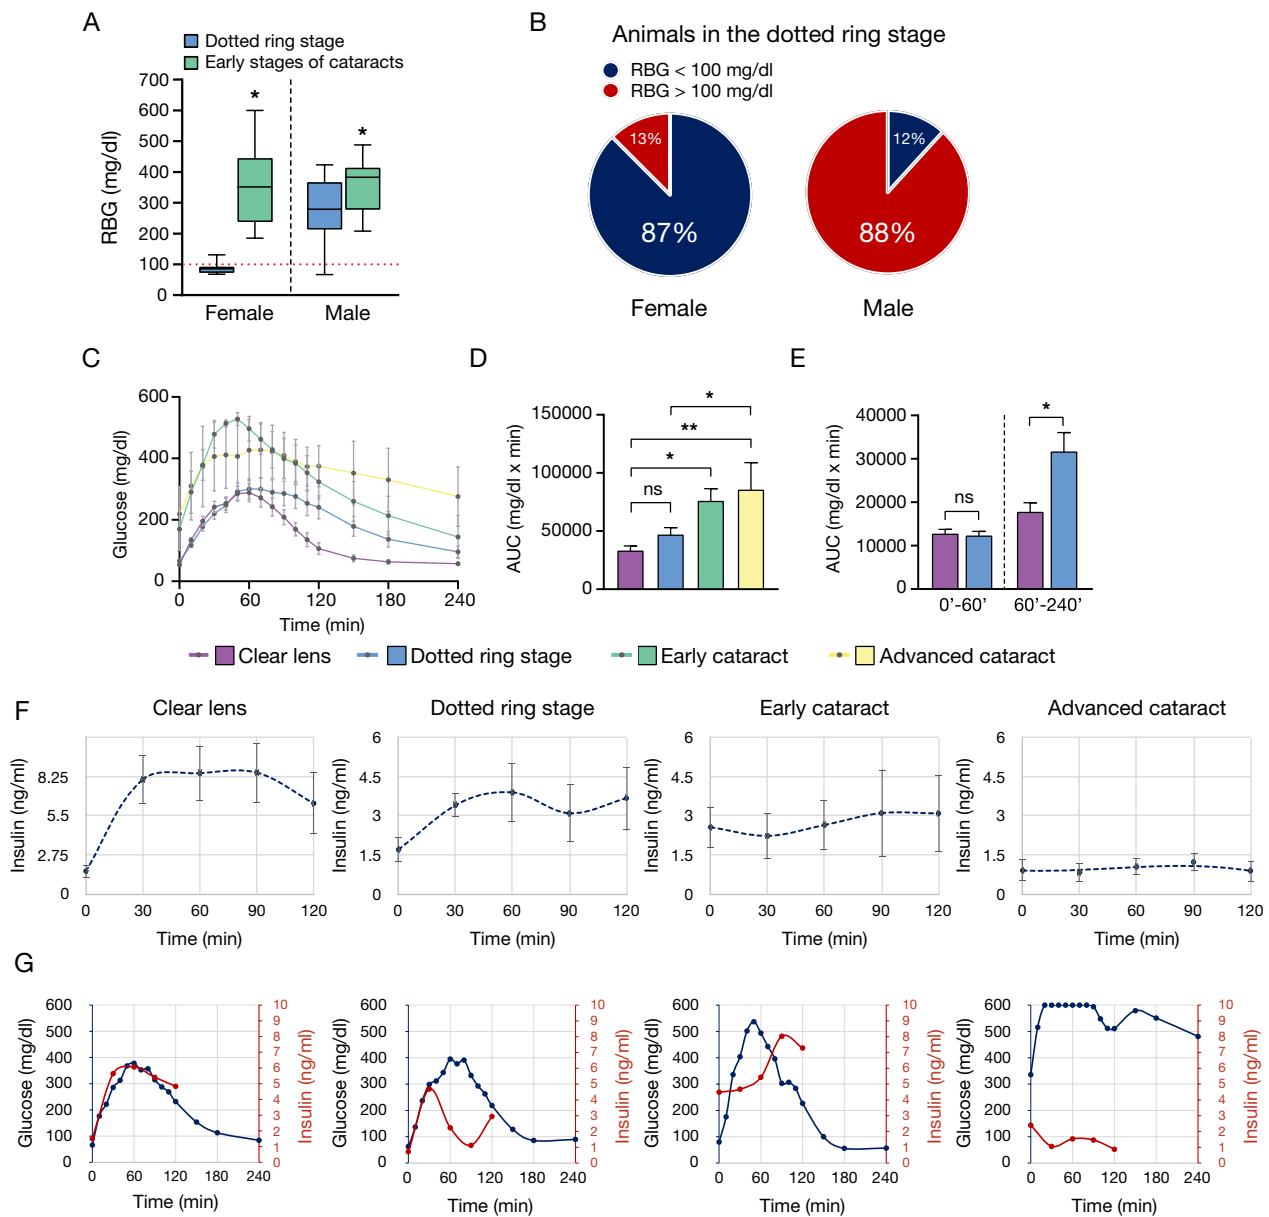 A
Dotted ring stage
Early stages of cataracts
RBG (mg/dl)
700
600
500
400
300
200
100
0
*
*
Female
Male
B
Animals in the dotted ring stage
RBG < 100 mg/dl
RBG > 100 mg/dl
13%
87%
12%
88%
Female
Male
C
Glucose (mg/dl)
600
400
200
0
0 60 120 180 240
Time (min)
D
AUC (mg/dl x min)
150000
100000
50000
0
*
**
*
ns
E
AUC (mg/dl x min)
40000
30000
20000
10000
0
*
ns
0’-60’ 60’-240’
Clear lens Dotted ring stage Early cataract Advanced cataract
F
Clear lens
Insulin (ng/ml)
8.25
5.5
2.75
0
0 30 60 90 120
Time (min)
Dotted ring stage
Insulin (ng/ml)
6
4.5
3
1.5
0
0 30 60 90 120
Time (min)
Early cataract
Insulin (ng/ml)
6
4.5
3
1.5
0
0 30 60 90 120
Time (min)
Advanced cataract
Insulin (ng/ml)
6
4.5
3
1.5
0
0 30 60 90 120
Time (min)
G
Glucose (mg/dl)
600
500
400
300
200
100
0
0 60 120 180 240
Time (min)
10
9
8
7
6
5
4
3
2
1
0
Insulin (ng/ml)
Glucose (mg/dl)
600
500
400
300
200
100
0
0 60 120 180 240
Time (min)
10
9
8
7
6
5
4
3
2
1
0
Insulin (ng/ml)
Glucose (mg/dl)
600
500
400
300
200
100
0
0 60 120 180 240
Time (min)
10
9
8
7
6
5
4
3
2
1
0
Insulin (ng/ml)
Glucose (mg/dl)
600
500
400
300
200
100
0
0 60 120 180 240
Time (min)
10
9
8
7
6
5
4
3
2
1
0
Insulin (ng/ml)